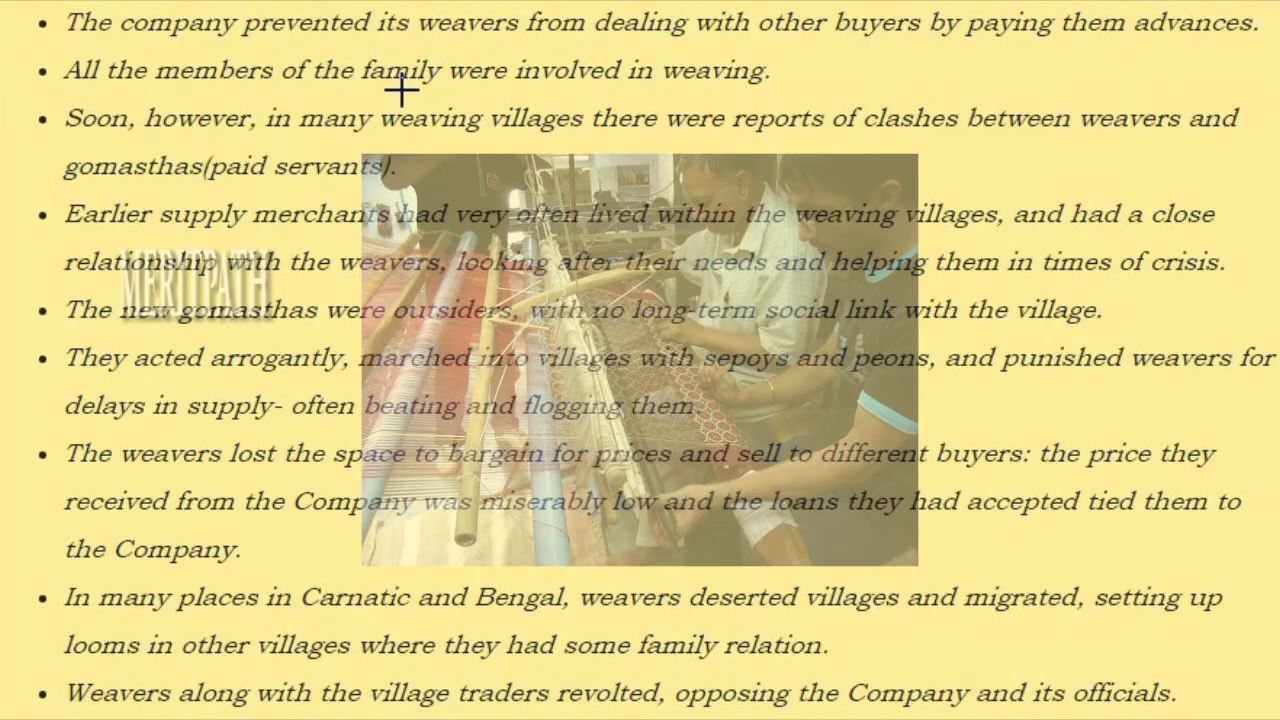 • The company prevented its weavers from dealing with other buyers by paying them advances.
• All the members of the family were involved in weaving.
• Soon, however, in many weaving villages there were reports of clashes between weavers and
gomasthas(paid servants).
• Earlier supply merchants had very often lived within the weaving villages, and had a close
relationship with the weavers, looking after their needs and helping them in times of crisis.
MERITPATH
• The new gomasthas were outsiders, with no long-term social link with the village.
• They acted arrogantly, marched into villages with sepoys and peons, and punished weavers for
delays in supply- often beating and flogging them.
• The weavers lost the space to bargain for prices and sell to different buyers: the price they
received from the Company was miserably low and the loans they had accepted tied them to
the Company.
• In many places in Carnatic and Bengal, weavers deserted villages and migrated, setting up
looms in other villages where they had some family relation.
• Weavers along with the village traders revolted, opposing the Company and its officials.